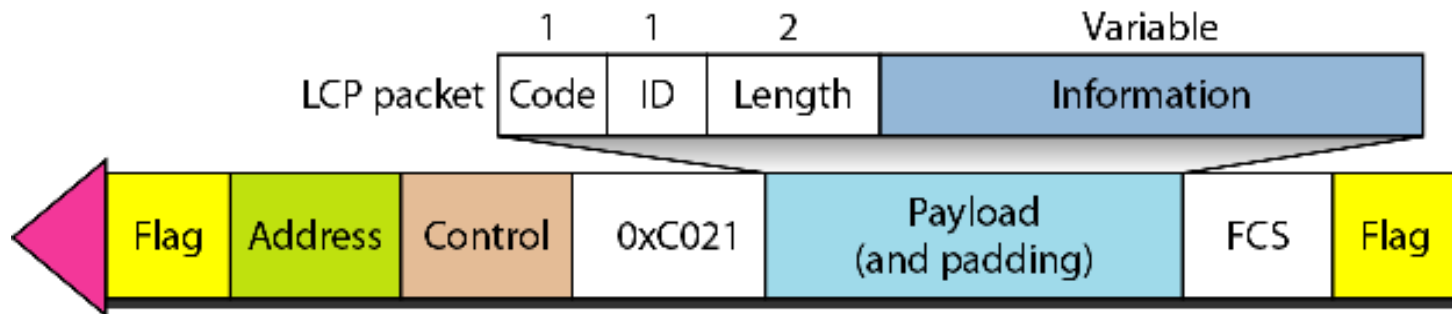 1 1 2 Variable
LCP packet Code ID Length Information
Flag Address Control 0xC021 Payload (and padding) FCS Flag